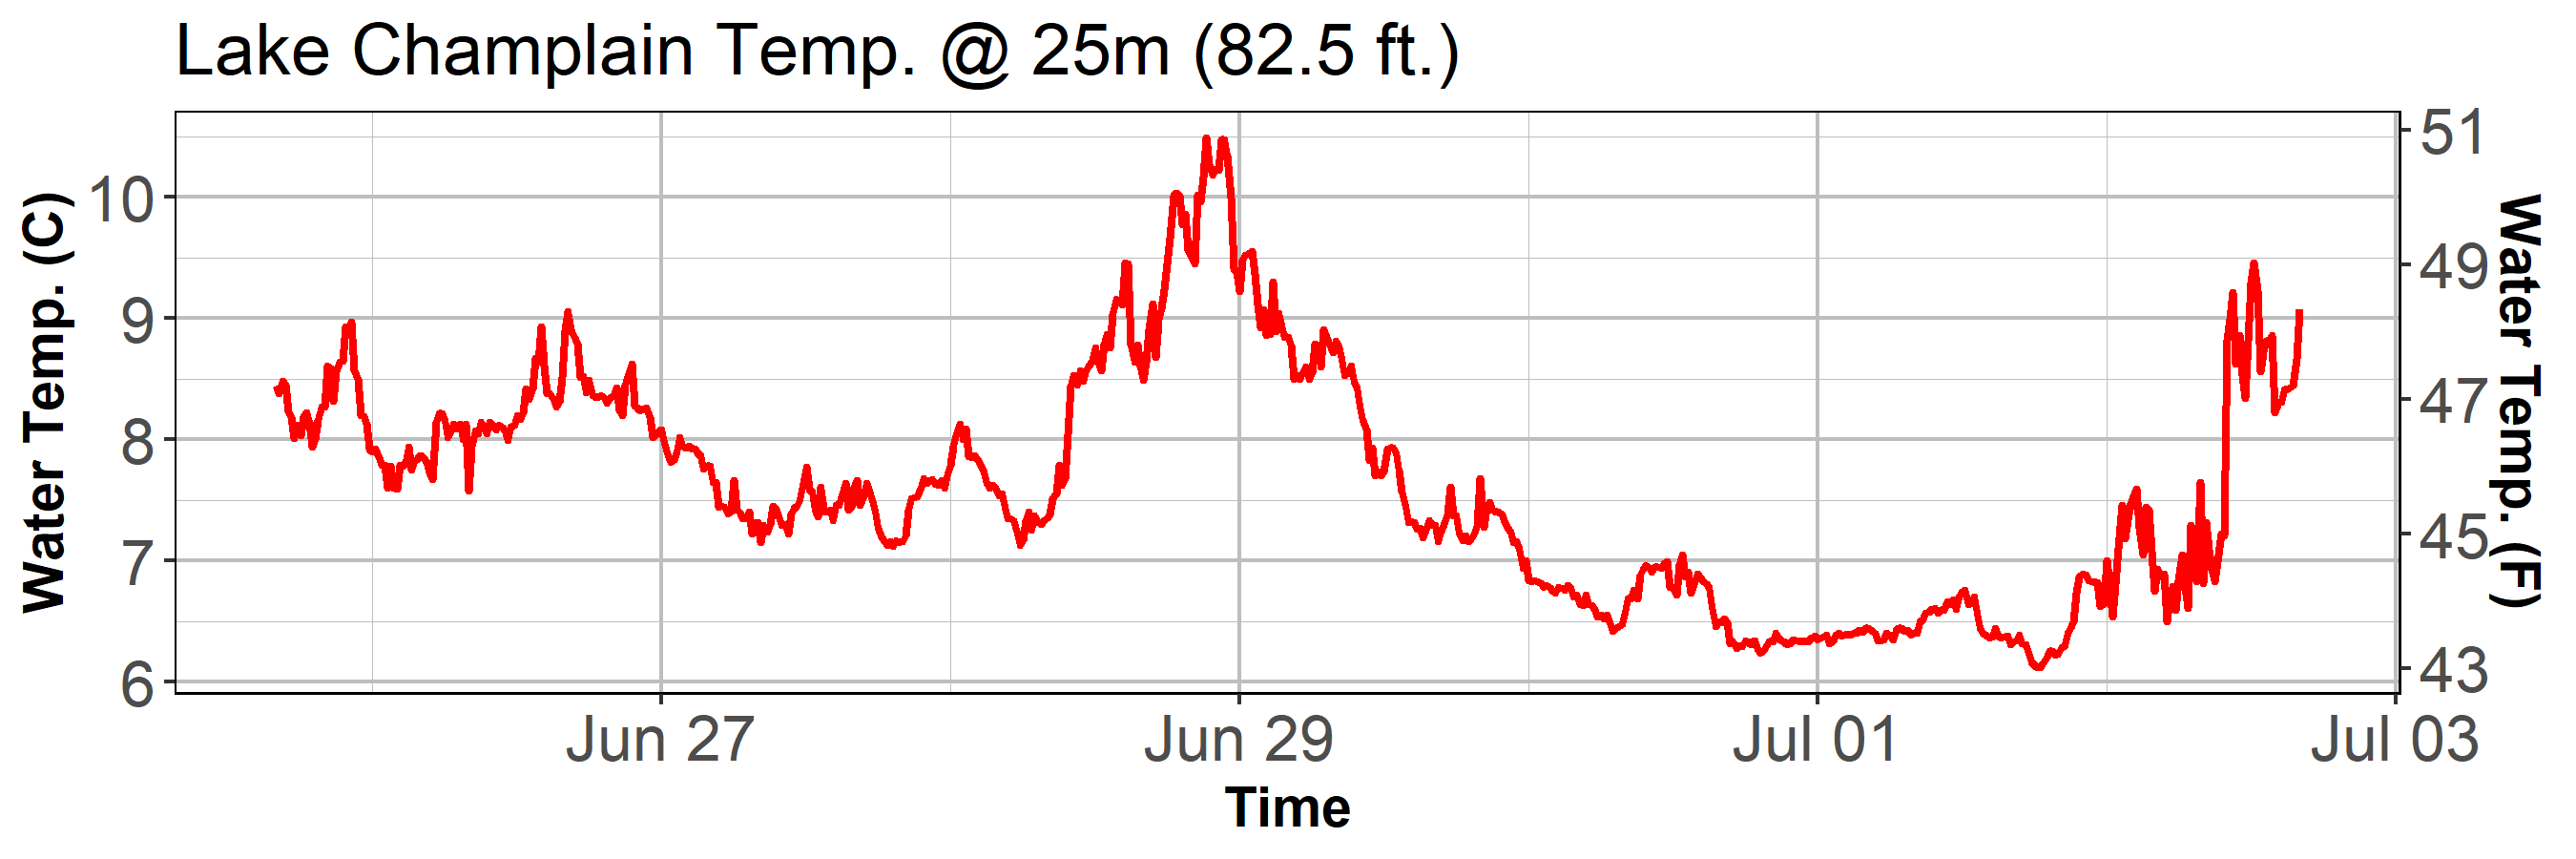 Lake Champlain Temp. @ 25m (82.5 ft.)
Water Temp. (C)
10
9
8
7
6
51
49
47
45
43
Water Temp. (F)
Jun 27 Jun 29 Jul 01 Jul 03
Time